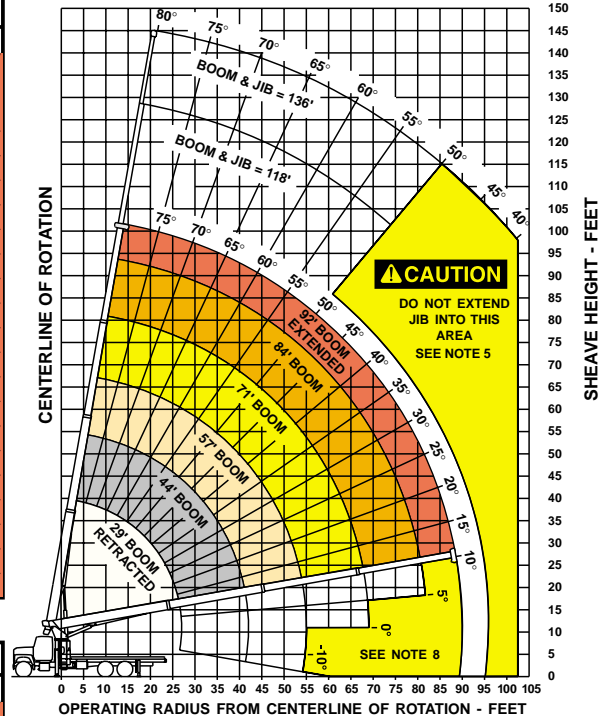 80° 75° 70° 65° 60° 55° 50° 45° 40°
BOOM & JIB = 136'
BOOM & JIB = 118'
75° 70° 65° 60° 55° 50° 45° 40° 35° 30° 25° 20° 15° 10° 5° 0° -10°
CAUTION
DO NOT EXTEND
JIB INTO THIS
AREA
SEE NOTE 5
92' BOOM
EXTENDED
84' BOOM
71' BOOM
57' BOOM
44' BOOM
29' BOOM
RETRACTED
SEE NOTE 8
CENTERLINE OF ROTATION
150
145
140
135
130
125
120
115
110
105
100
95
90
85
80
75
70
65
60
55
50
45
40
35
30
25
20
15
10
5
0
SHEAVE HEIGHT - FEET
0 5 10 15 20 25 30 35 40 45 50 55 60 65 70 75 80 85 90 95 100 105
OPERATING RADIUS FROM CENTERLINE OF ROTATION - FEET